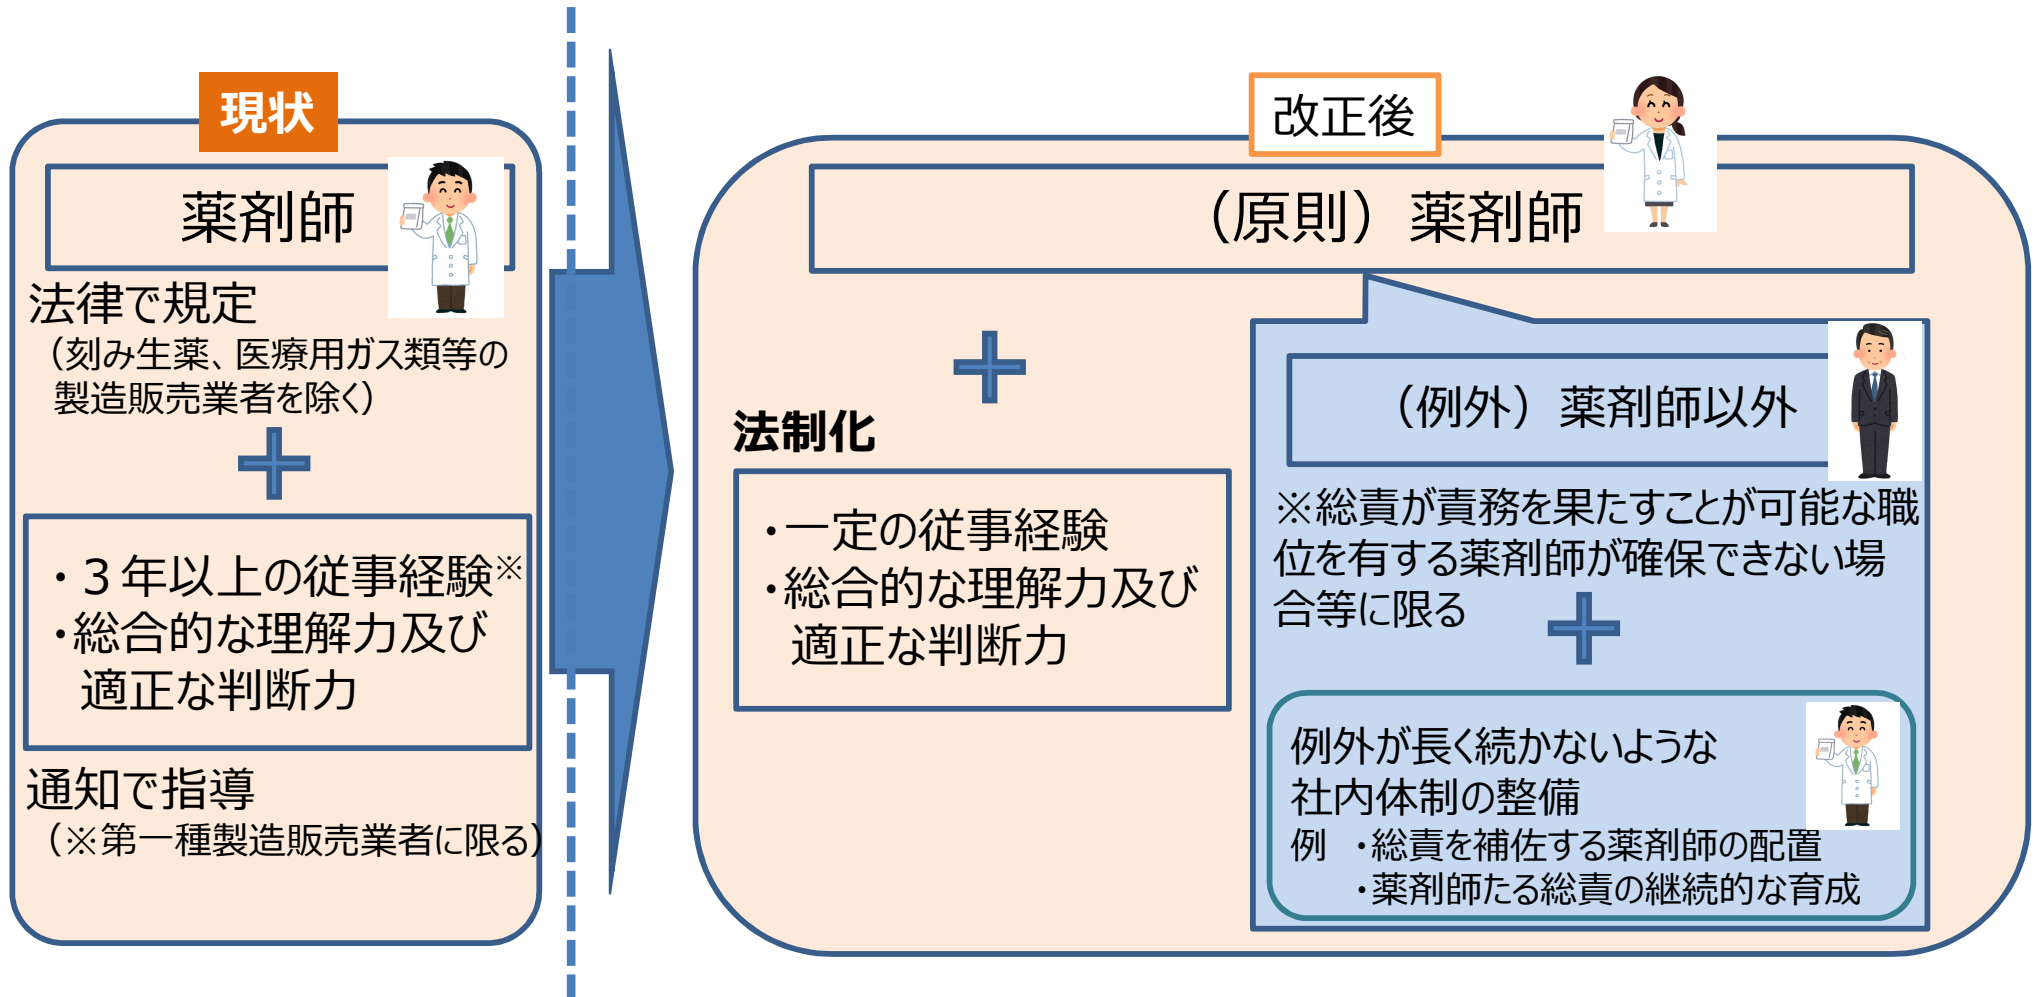 現状
薬剤師
法律で規定
（刻み生薬、医療用ガス類等の
製造販売業者を除く）
・３年以上の従事経験※
・総合的な理解力及び
適正な判断力
通知で指導
（※第一種製造販売業者に限る）
改正後
（原則）薬剤師
法制化
・一定の従事経験
・総合的な理解力及び
適正な判断力
（例外）薬剤師以外
※総責が責務を果たすことが可能な職
位を有する薬剤師が確保できない場
合等に限る
例外が長く続かないような
社内体制の整備
例　・総責を補佐する薬剤師の配置
・薬剤師たる総責の継続的な育成